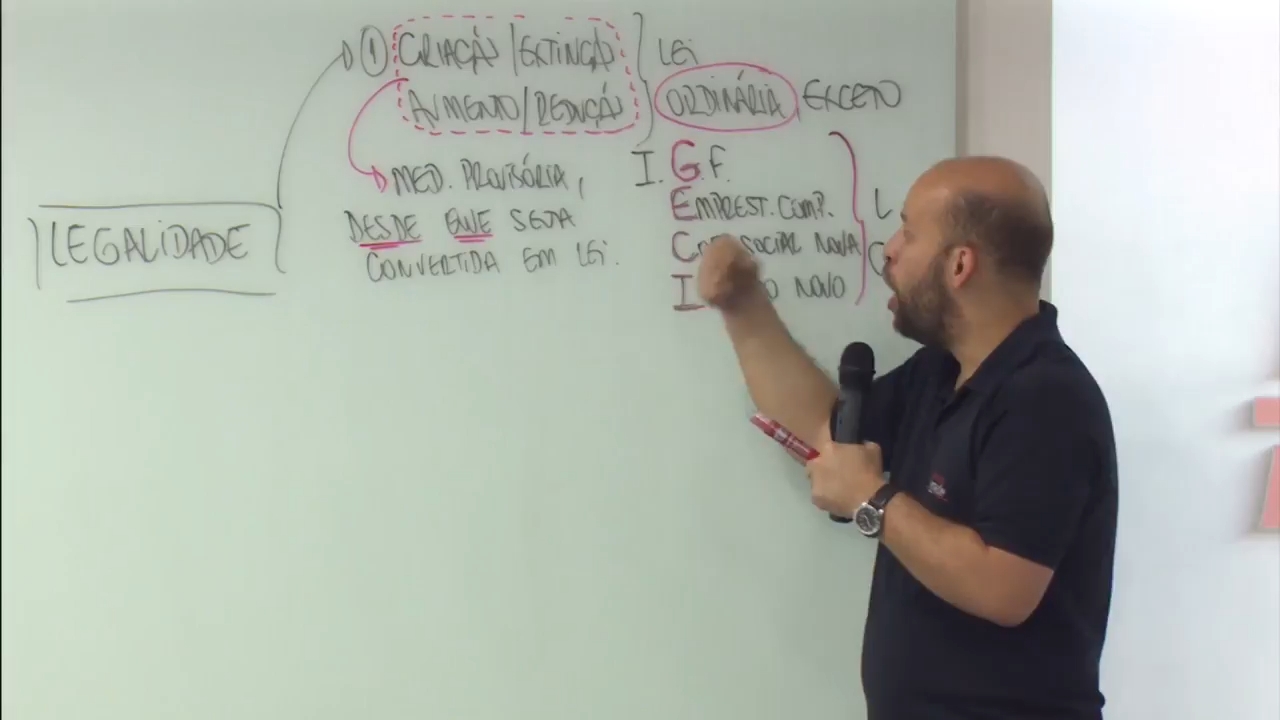 LEGALIDADE
① CRIAÇÃO/EXTINÇÃO
AUMENTO/REDUÇÃO
MED. PROVISÓRIA,
DESDE QUE SEJA
CONVERTIDA EM LEI.
LEI
ORDINÁRIA, EXCETO
I.G.F.
EMPREST. COMP.
SOCIAL NOVA
I NOVO
L
C